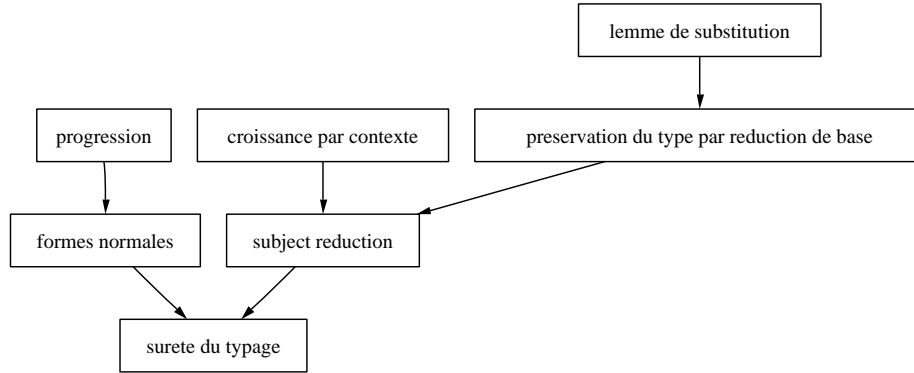 lemme de substitution
progression
croissance par contexte
preservation du type par reduction de base
formes normales
subject reduction
surete du typage